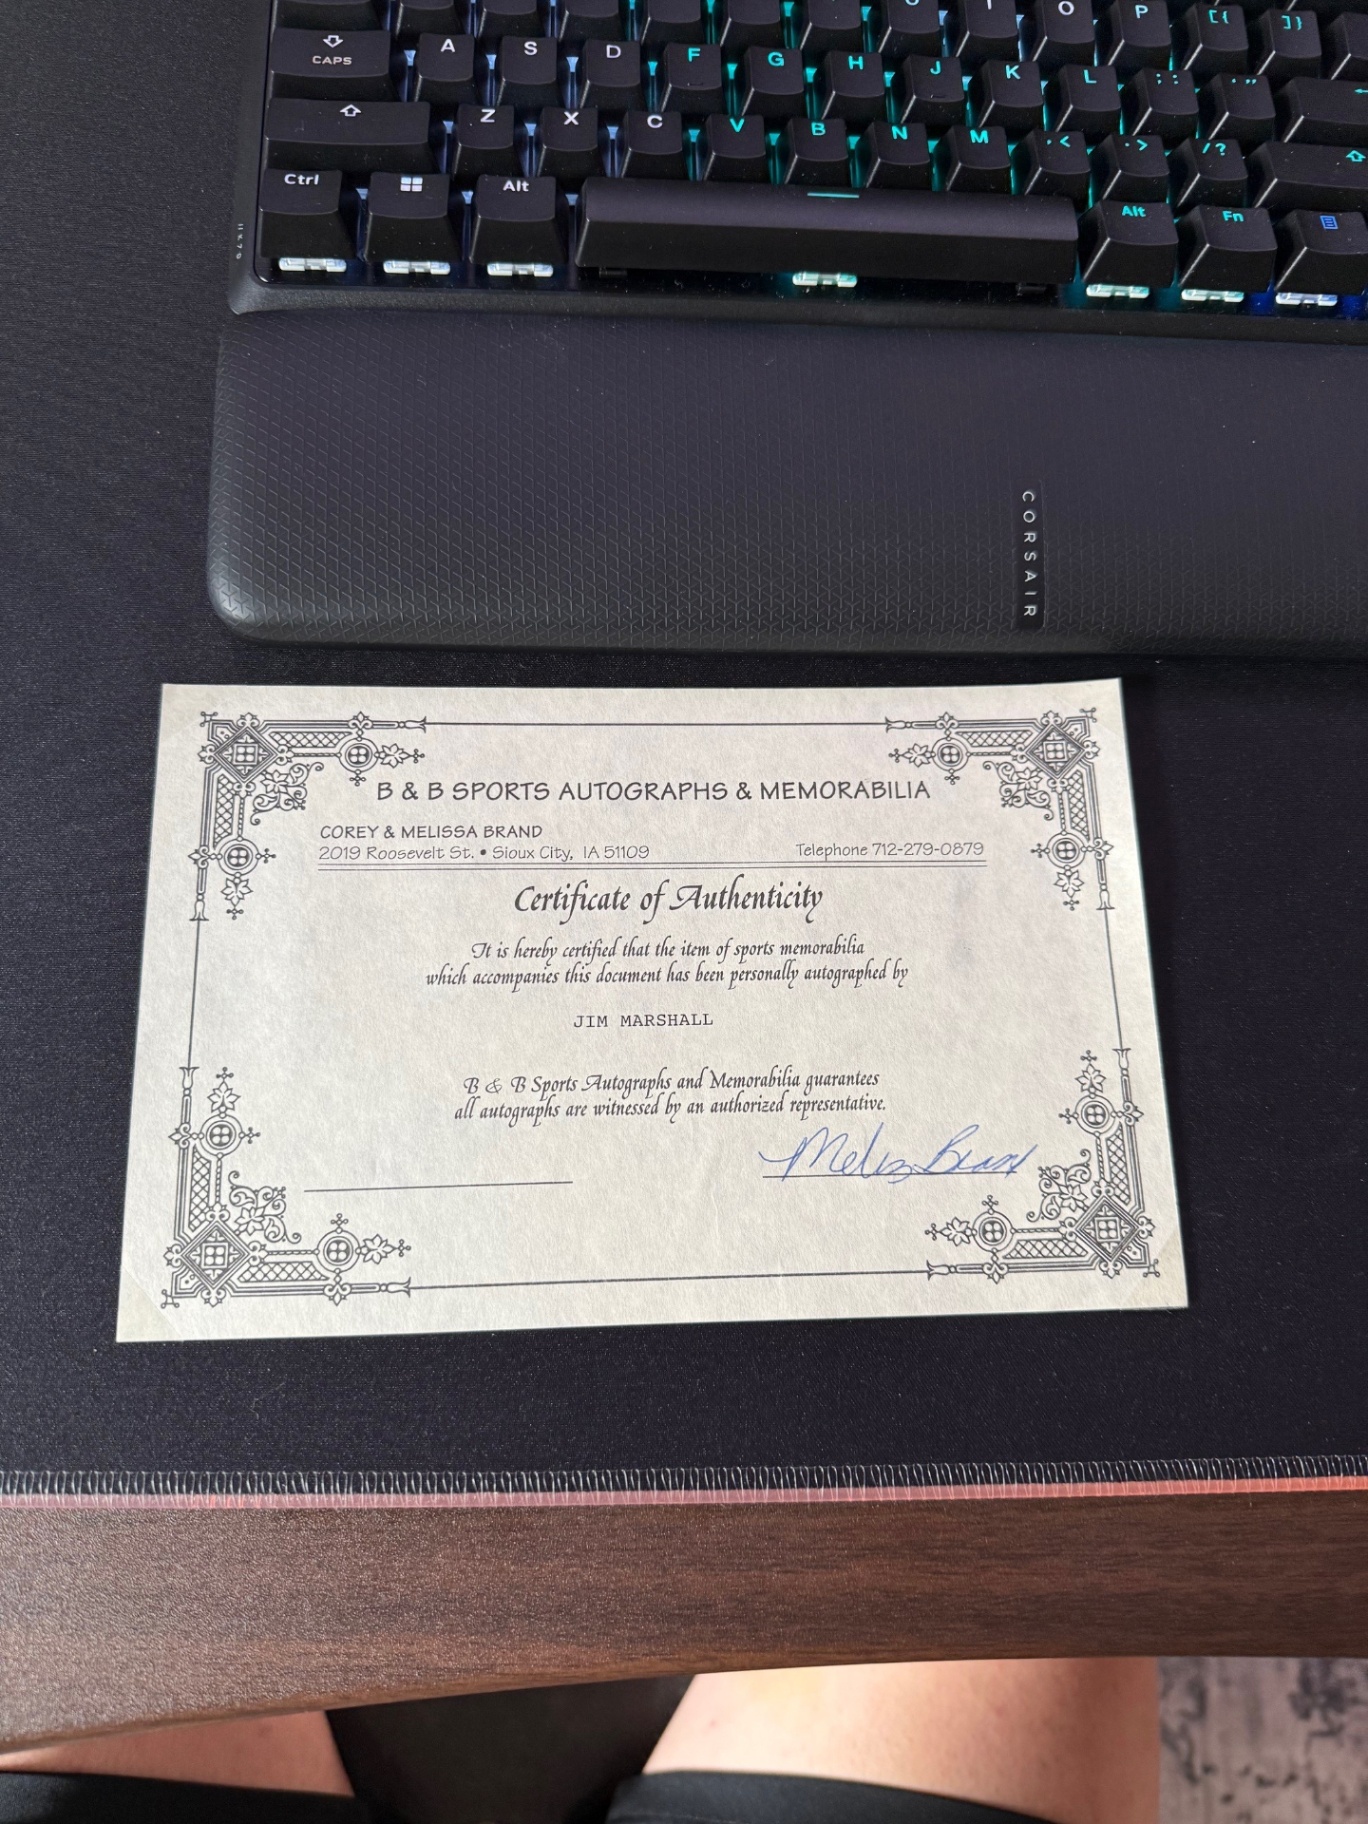 O I O P [{ ]}
CAPS A S D F G H J K L ;: '"
Z X C V B N M ,< .> /?
Ctrl Alt Alt Fn
CORSAIR
B & B SPORTS AUTOGRAPHS & MEMORABILIA
COREY & MELISSA BRAND
2019 Roosevelt St. • Sioux City, IA 51109 Telephone 712-279-0879
Certificate of Authenticity
It is hereby certified that the item of sports memorabilia
which accompanies this document has been personally autographed by
JIM MARSHALL
B & B Sports Autographs and Memorabilia guarantees
all autographs are witnessed by an authorized representative.
Melissa Brand